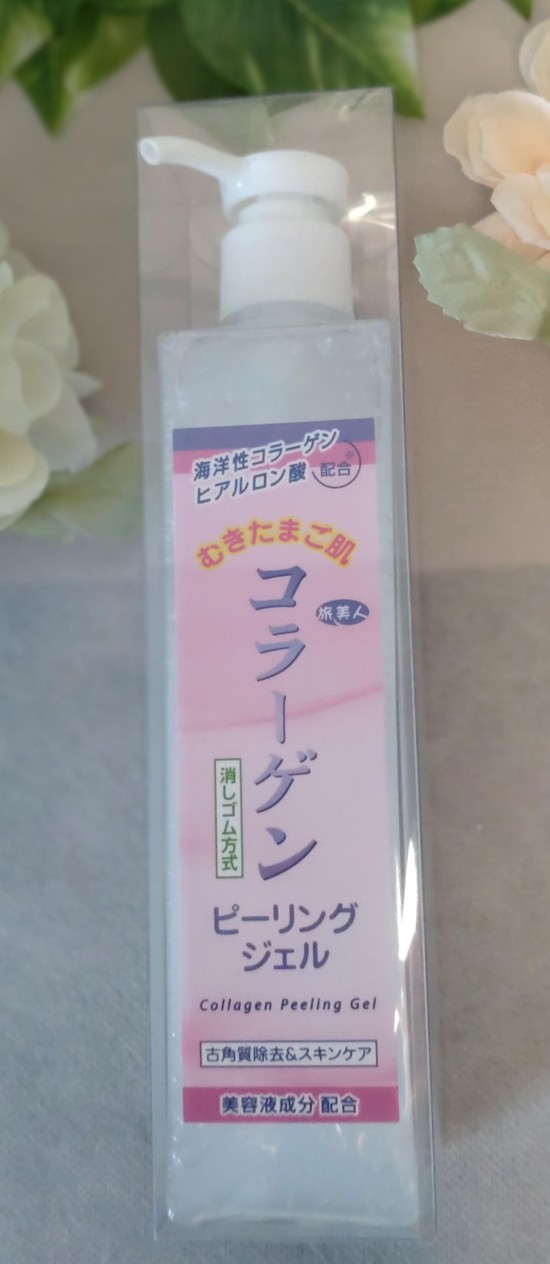 海洋性コラーゲン
ヒアルロン酸 配合※
むきたまご肌
旅美人
コラーゲン
消しゴム方式
ピーリング
ジェル
Collagen Peeling Gel
古角質除去&スキンケア
美容液成分 配合